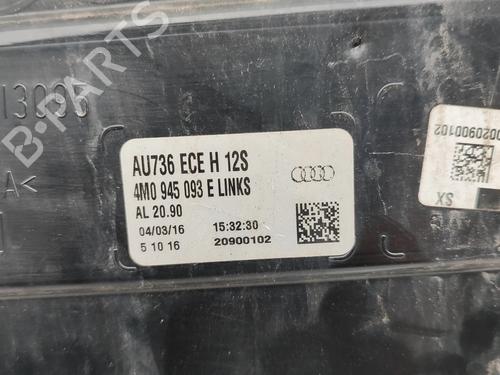 AU736 ECE H 12S
4M0 945 093 E LINKS
AL 20.90
04/03/16 15:32:30
5 10 16 20900102
SX
B-PARTS